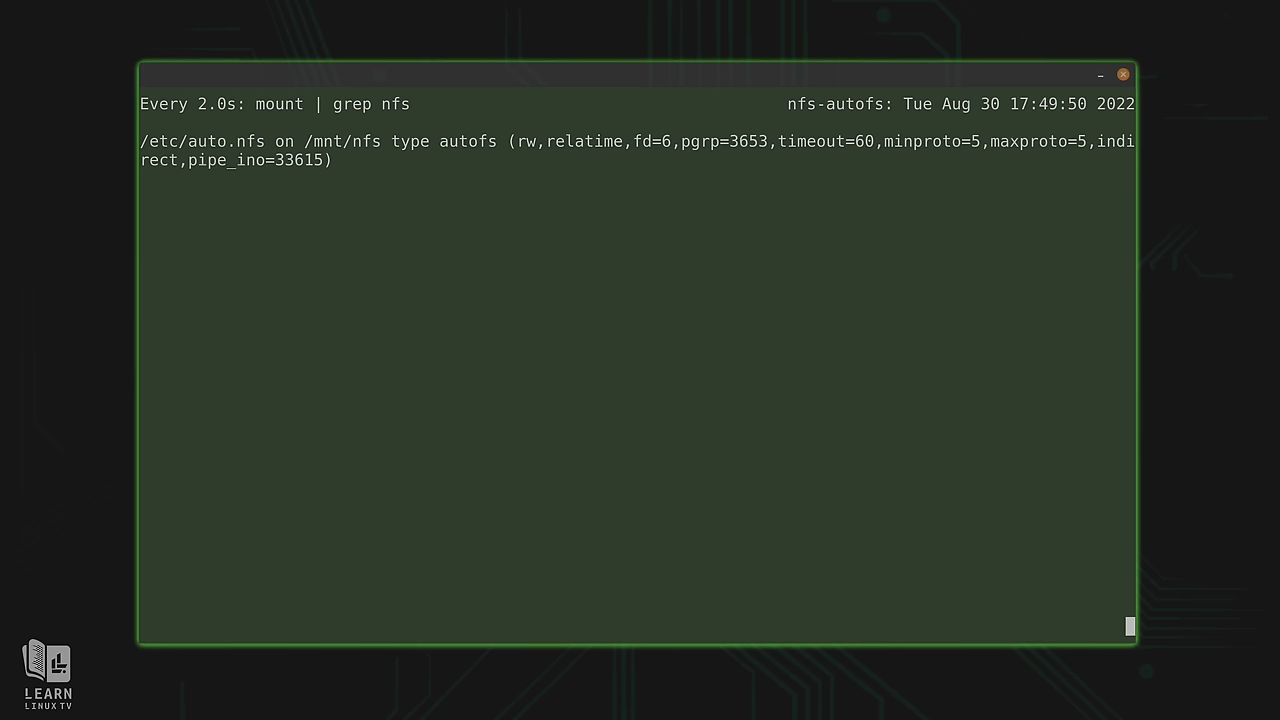 Every 2.0s: mount | grep nfs nfs-autofs: Tue Aug 30 17:49:50 2022
/etc/auto.nfs on /mnt/nfs type autofs (rw,relatime,fd=6,pgrp=3653,timeout=60,minproto=5,maxproto=5,indi
rect,pipe_ino=33615)
LEARN
LINUX TV